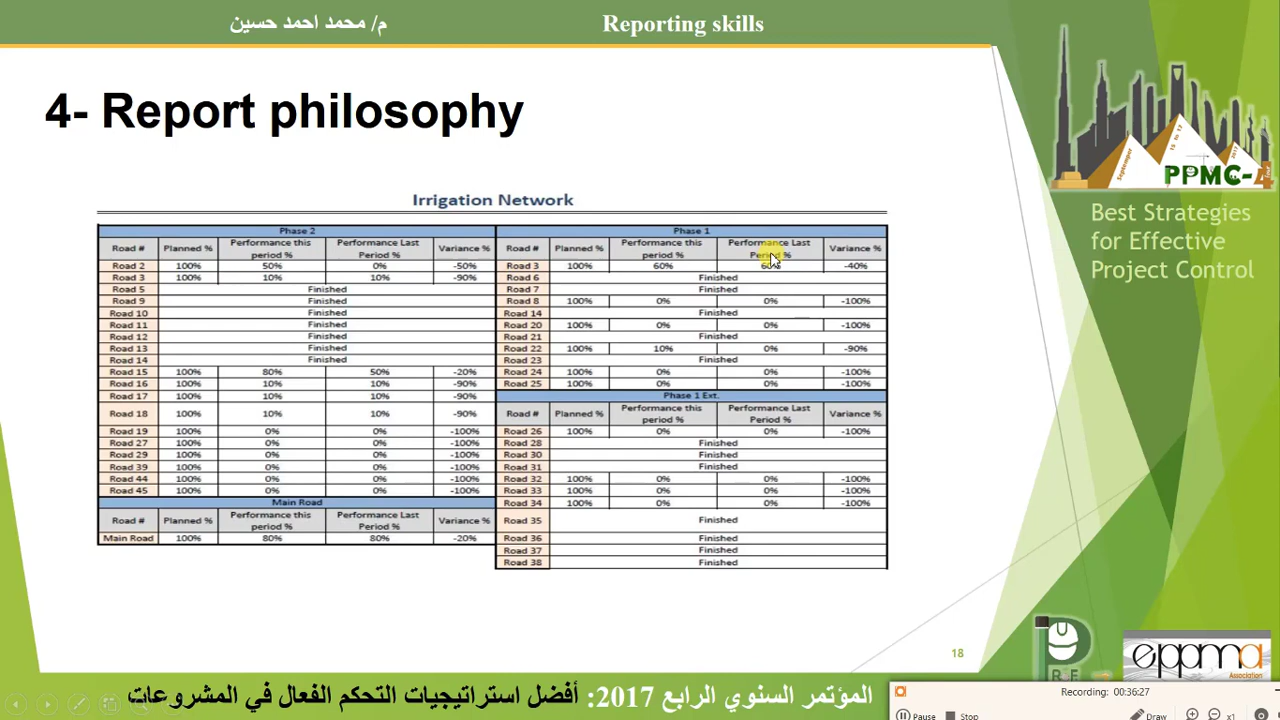 م/ محمد احمد حسين
Reporting skills
4- Report philosophy
Irrigation Network
Phase 2
Road # Planned % Performance this period % Performance Last Period % Variance %
Road 2 100% 50% 0% -50%
Road 3 100% 10% 10% -90%
Road 5 Finished
Road 9 Finished
Road 10 Finished
Road 11 Finished
Road 12 Finished
Road 13 Finished
Road 14 Finished
Road 15 100% 80% 50% -20%
Road 16 100% 10% 10% -90%
Road 17 100% 10% 10% -90%
Road 18 100% 10% 10% -90%
Road 19 100% 0% 0% -100%
Road 27 100% 0% 0% -100%
Road 29 100% 0% 0% -100%
Road 39 100% 0% 0% -100%
Road 44 100% 0% 0% -100%
Road 45 100% 0% 0% -100%
Main Road
Road # Planned % Performance this period % Performance Last Period % Variance %
Main Road 100% 80% 80% -20%
Phase 1
Road # Planned % Performance this period % Performance Last Period % Variance %
Road 3 100% 60% 60% -40%
Road 6 Finished
Road 7 Finished
Road 8 100% 0% 0% -100%
Road 14 Finished
Road 20 100% 0% 0% -100%
Road 21 Finished
Road 22 100% 10% 0% -90%
Road 23 Finished
Road 24 100% 0% 0% -100%
Road 25 100% 0% 0% -100%
Phase 1 Ext.
Road # Planned % Performance this period % Performance Last Period % Variance %
Road 26 100% 0% 0% -100%
Road 28 Finished
Road 30 Finished
Road 31 Finished
Road 32 100% 0% 0% -100%
Road 33 100% 0% 0% -100%
Road 34 100% 0% 0% -100%
Road 35 Finished
Road 36 Finished
Road 37 Finished
Road 38 Finished
September
15 to 17
2017
PPMC-4
Best Strategies
for Effective
Project Control
18
eppma
Association
المؤتمر السنوي الرابع 2017: أفضل استراتيجيات التحكم الفعال في المشروعات
Recording: 00:36:27
Pause Stop Draw x1